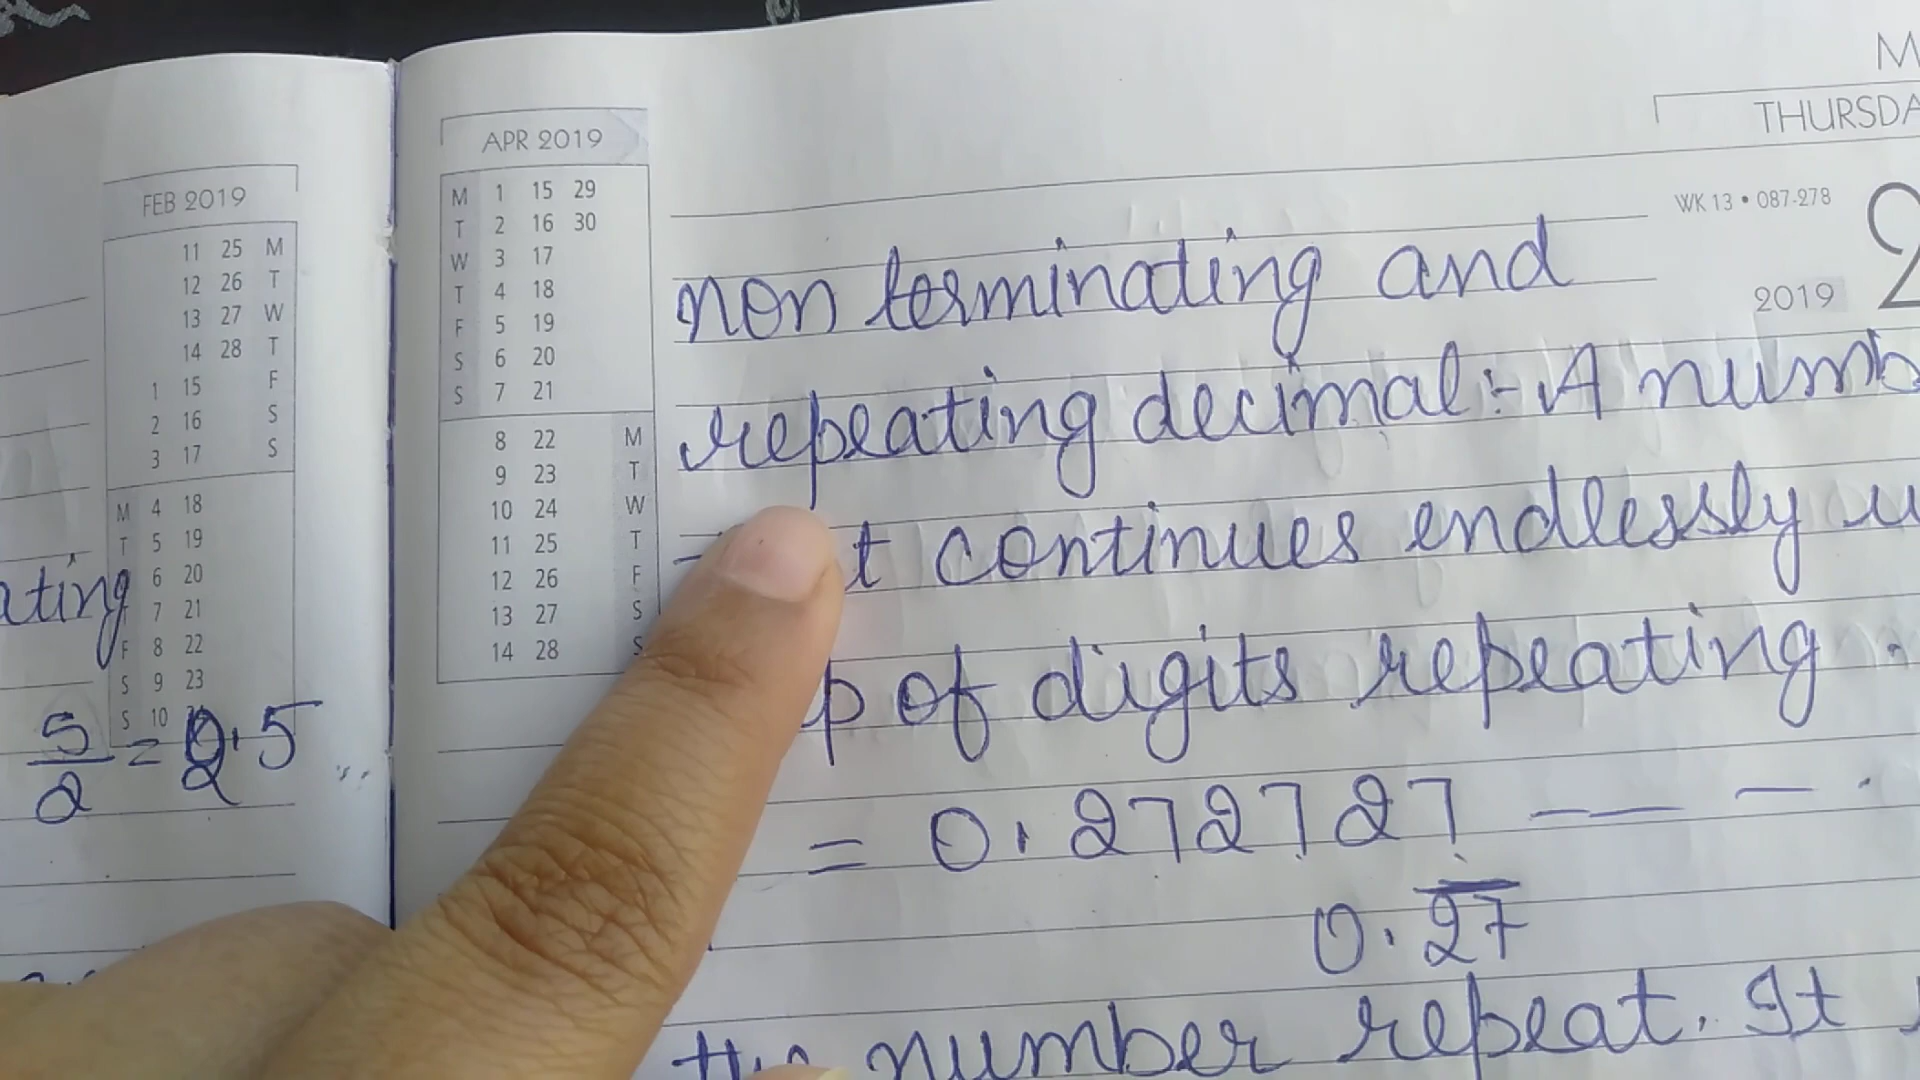 FEB 2019
11 25 M
12 26 T
13 27 W
14 28 T
1 15 F
2 16 S
3 17 S
M 4 18
T 5 19
6 20
7 21
F 8 22
S 9 23
S 10
ating
5/2 = 2.5
APR 2019
M 1 15 29
T 2 16 30
W 3 17
T 4 18
F 5 19
S 6 20
S 7 21
8 22 M
9 23 T
10 24 W
11 25 T
12 26 F
13 27 S
14 28 S
THURSDA
WK 13 • 087-278
2019
non terminating and
repeating decimal :- A numb
t continues endlessly
p of digits repeating .
= 0.272727 — — .
0.2̅7̅
number repeat. It